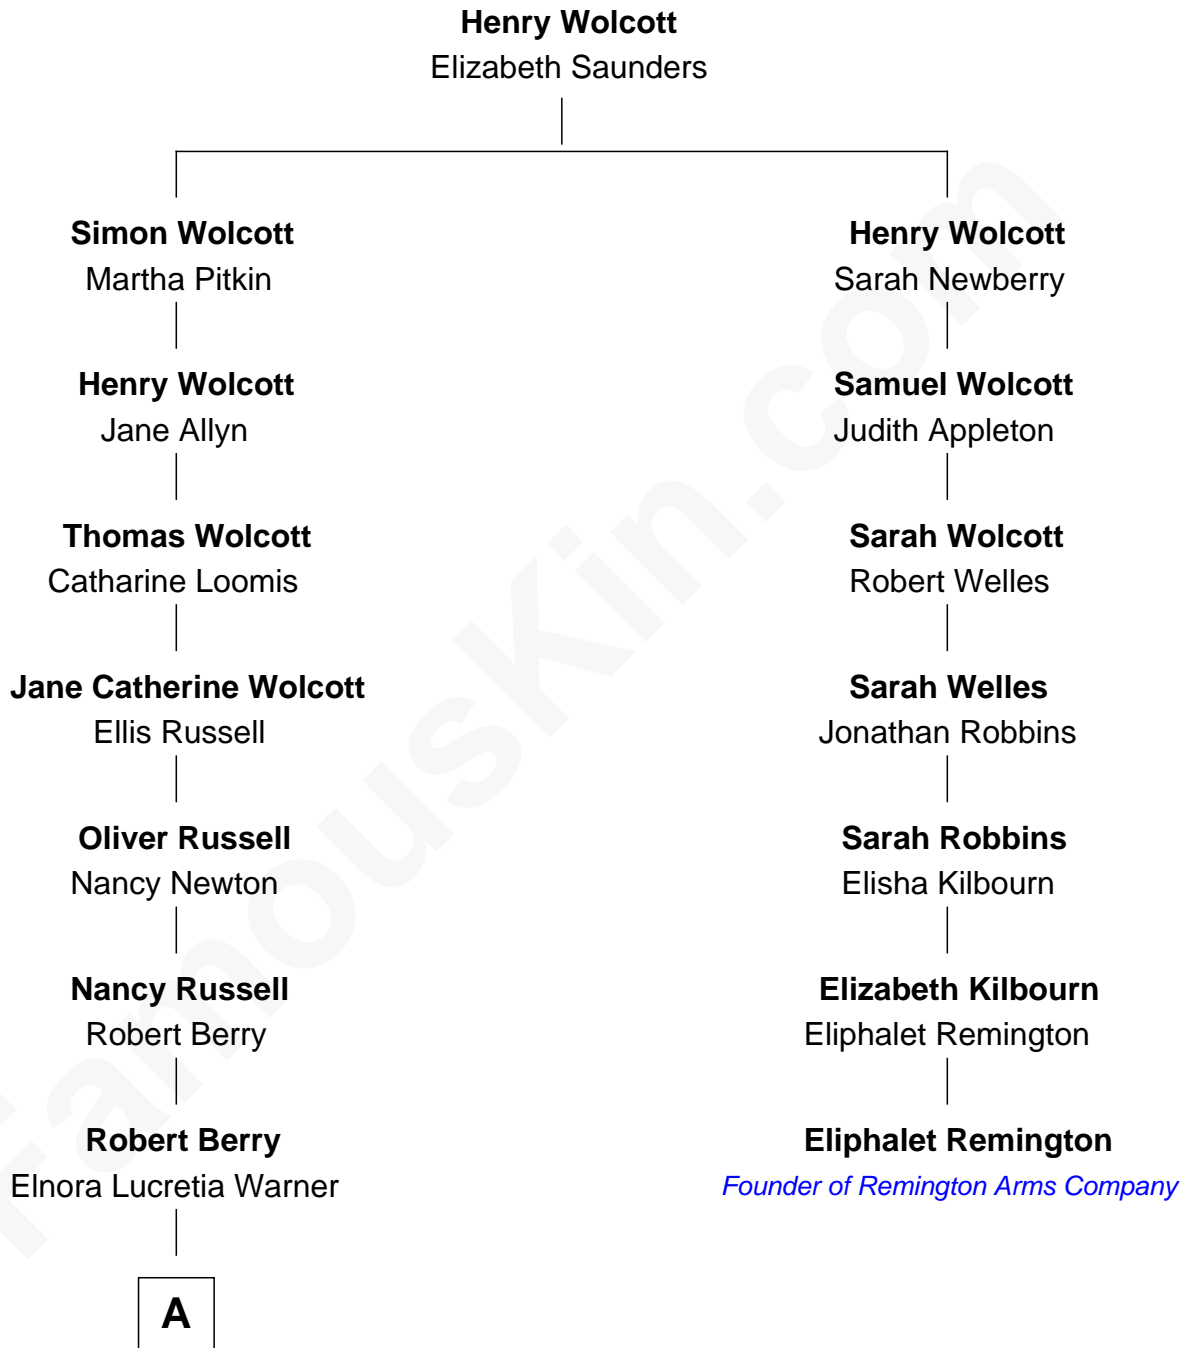 Henry Wolcott
Elizabeth Saunders
Simon Wolcott
Martha Pitkin
Henry Wolcott
Jane Allyn
Thomas Wolcott
Catharine Loomis
Jane Catherine Wolcott
Ellis Russell
Oliver Russell
Nancy Newton
Nancy Russell
Robert Berry
Robert Berry
Elnora Lucretia Warner
A
Henry Wolcott
Sarah Newberry
Samuel Wolcott
Judith Appleton
Sarah Wolcott
Robert Welles
Sarah Welles
Jonathan Robbins
Sarah Robbins
Elisha Kilbourn
Elizabeth Kilbourn
Eliphalet Remington
Eliphalet Remington
Founder of Remington Arms Company
FamousKin.com